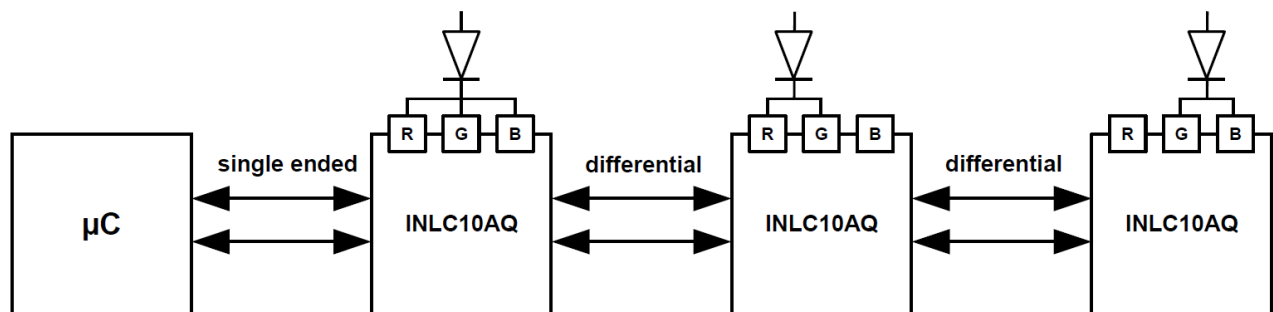 R G B
R G B
R G B
single ended
differential
differential
µC
INLC10AQ
INLC10AQ
INLC10AQ